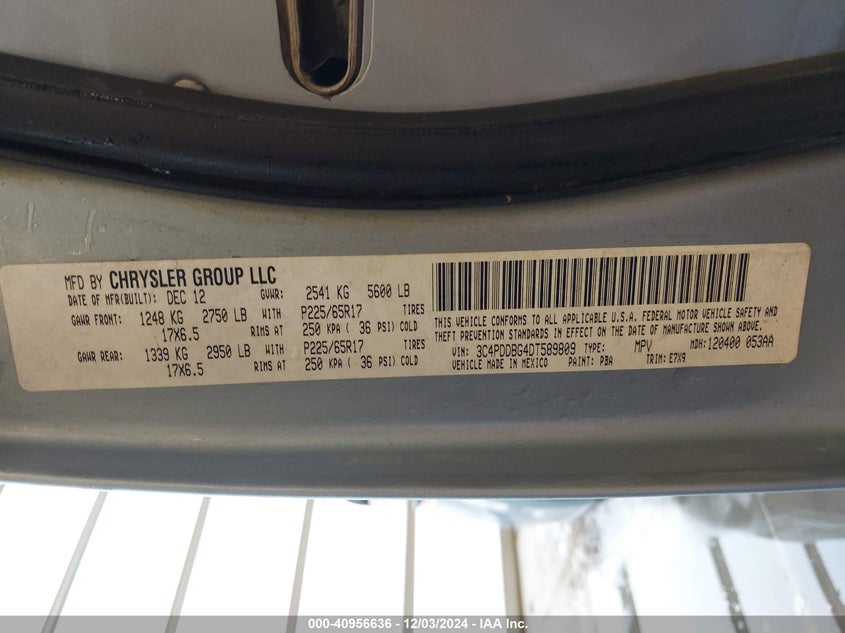 MFD BY CHRYSLER GROUP LLC
DATE OF MFR(BUILT): DEC 12 GVWR: 2541 KG 5600 LB
GAWR FRONT: 1248 KG 2750 LB WITH P225/65R17 TIRES
17X6.5 RIMS AT 250 KPA ( 36 PSI) COLD
GAWR REAR: 1339 KG 2950 LB WITH P225/65R17 TIRES
17X6.5 RIMS AT 250 KPA ( 36 PSI) COLD
THIS VEHICLE CONFORMS TO ALL APPLICABLE U.S.A. FEDERAL MOTOR VEHICLE SAFETY AND
THEFT PREVENTION STANDARDS IN EFFECT ON THE DATE OF MANUFACTURE SHOWN ABOVE.
VIN: 3C4PDDBG4DT589809 TYPE: MPV MDH: 120400 053AA
VEHICLE MADE IN MEXICO PAINT: PBA TRIM: E7X9
000-40956636 - 12/03/2024 - IAA Inc.